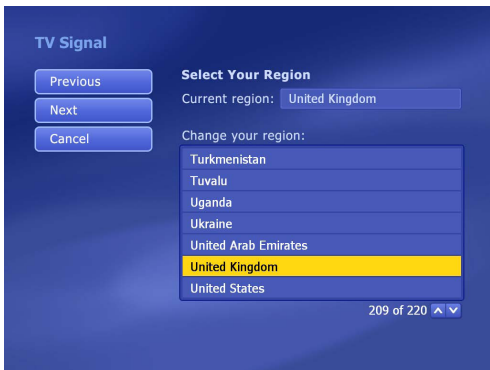 TV Signal
Previous
Next
Cancel
Select Your Region
Current region: United Kingdom
Change your region:
Turkmenistan
Tuvalu
Uganda
Ukraine
United Arab Emirates
United Kingdom
United States
209 of 220